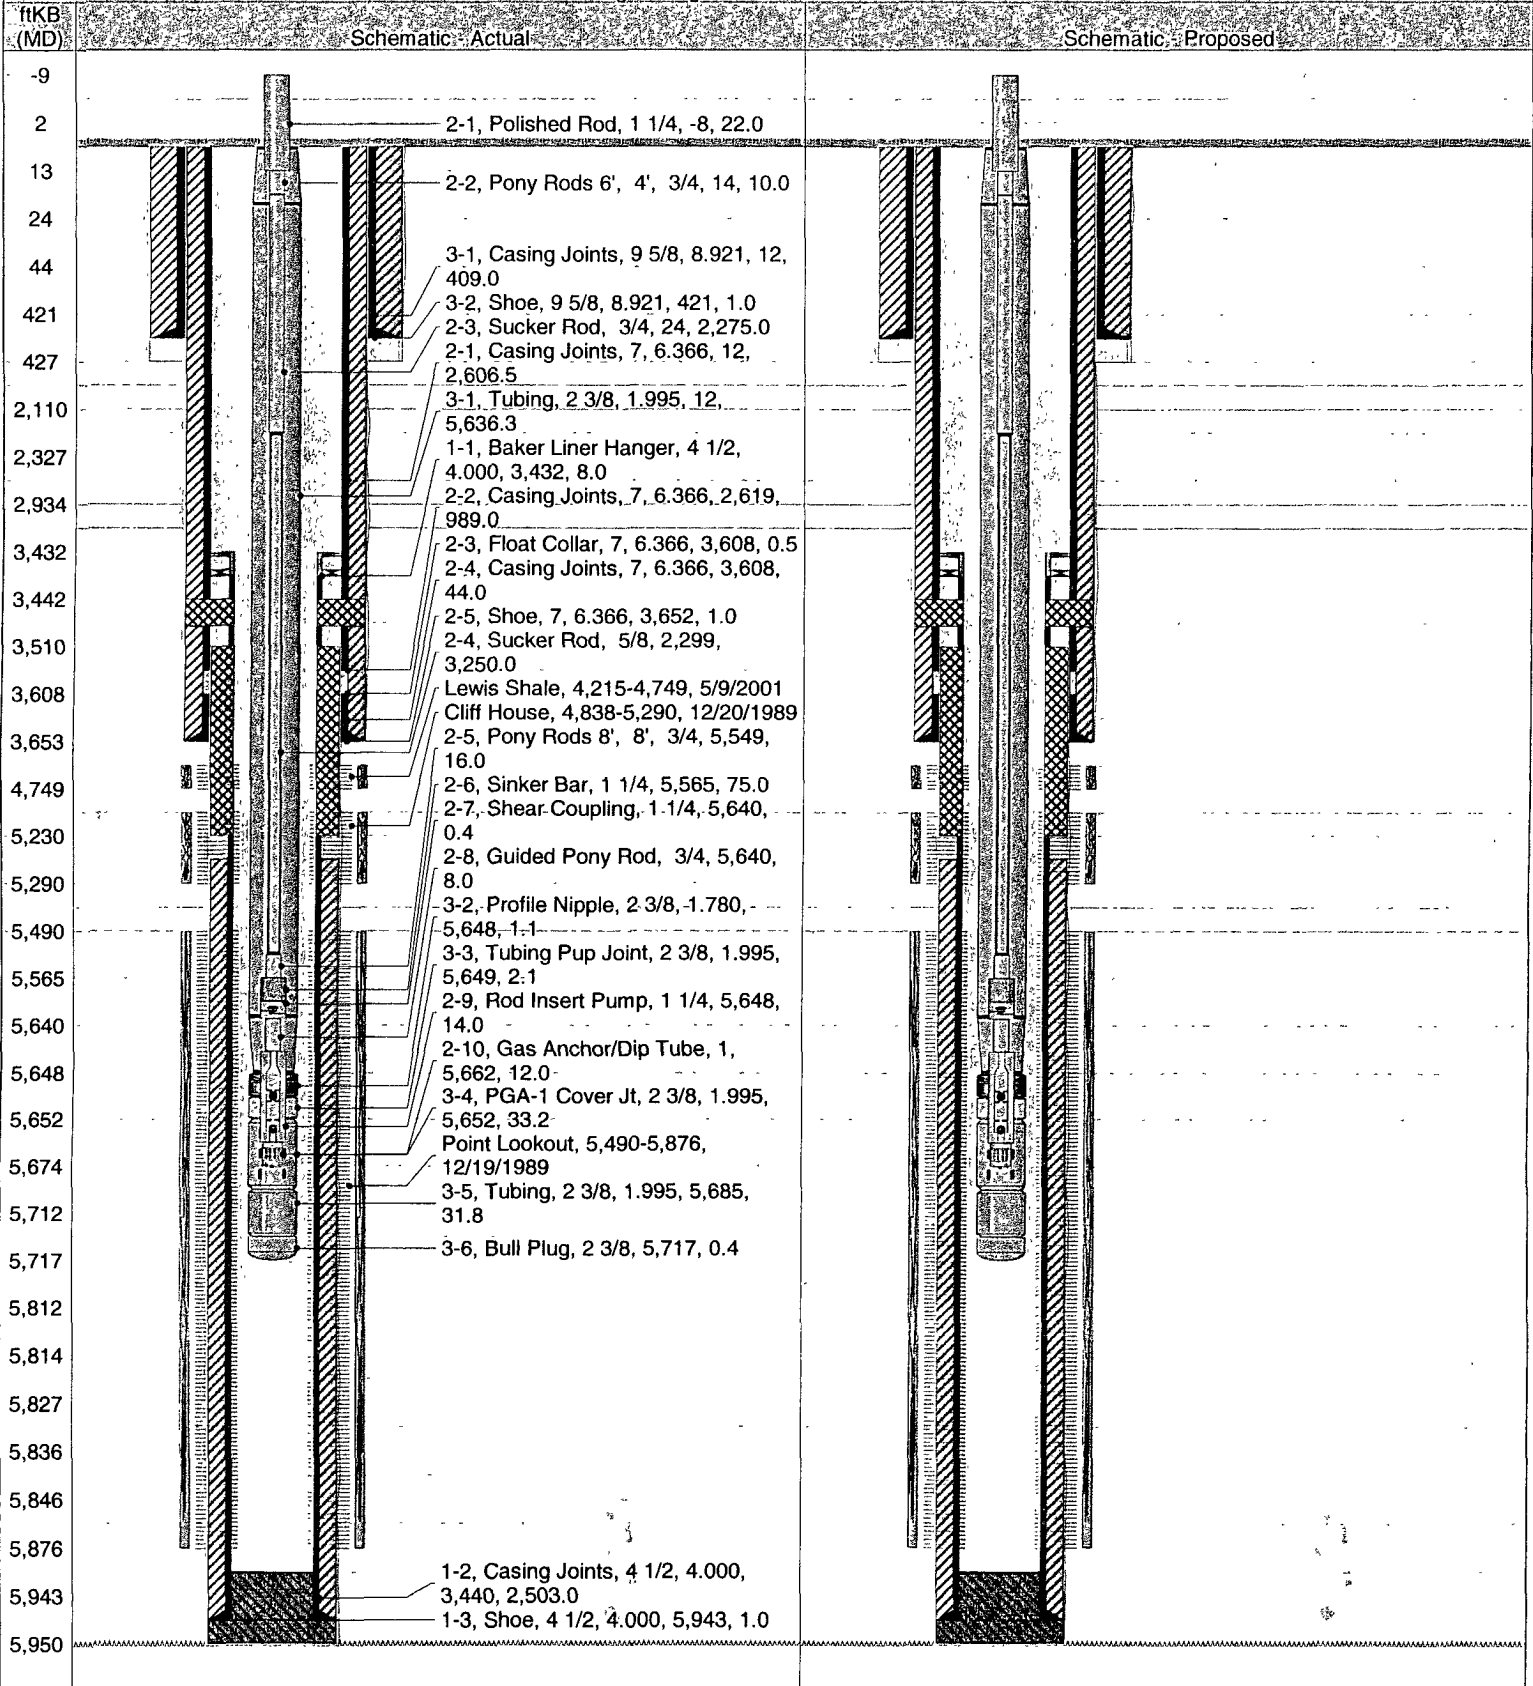 ftKB
(MD)
Schematic - Actual
Schematic - Proposed
-9
2
13
24
44
421
427
2,110
2,327
2,934
3,432
3,442
3,510
3,608
3,653
4,749
5,230
5,290
5,490
5,565
5,640
5,648
5,652
5,674
5,712
5,717
5,812
5,814
5,827
5,836
5,846
5,876
5,943
5,950
2-1, Polished Rod, 1 1/4, -8, 22.0
2-2, Pony Rods 6', 4', 3/4, 14, 10.0
3-1, Casing Joints, 9 5/8, 8.921, 12,
409.0
3-2, Shoe, 9 5/8, 8.921, 421, 1.0
2-3, Sucker Rod, 3/4, 24, 2,275.0
2-1, Casing Joints, 7, 6.366, 12,
2,606.5
3-1, Tubing, 2 3/8, 1.995, 12,
5,636.3
1-1, Baker Liner Hanger, 4 1/2,
4.000, 3,432, 8.0
2-2, Casing Joints, 7, 6.366, 2,619,
989.0
2-3, Float Collar, 7, 6.366, 3,608, 0.5
2-4, Casing Joints, 7, 6.366, 3,608,
44.0
2-5, Shoe, 7, 6.366, 3,652, 1.0
2-4, Sucker Rod, 5/8, 2,299,
3,250.0
Lewis Shale, 4,215-4,749, 5/9/2001
Cliff House, 4,838-5,290, 12/20/1989
2-5, Pony Rods 8', 8', 3/4, 5,549,
16.0
2-6, Sinker Bar, 1 1/4, 5,565, 75.0
2-7, Shear Coupling, 1 1/4, 5,640,
0.4
2-8, Guided Pony Rod, 3/4, 5,640,
8.0
3-2, Profile Nipple, 2 3/8, 1.780,
5,648, 1.1
3-3, Tubing Pup Joint, 2 3/8, 1.995,
5,649, 2.1
2-9, Rod Insert Pump, 1 1/4, 5,648,
14.0
2-10, Gas Anchor/Dip Tube, 1,
5,662, 12.0
3-4, PGA-1 Cover Jt, 2 3/8, 1.995,
5,652, 33.2
Point Lookout, 5,490-5,876,
12/19/1989
3-5, Tubing, 2 3/8, 1.995, 5,685,
31.8
3-6, Bull Plug, 2 3/8, 5,717, 0.4
1-2, Casing Joints, 4 1/2, 4.000,
3,440, 2,503.0
1-3, Shoe, 4 1/2, 4.000, 5,943, 1.0